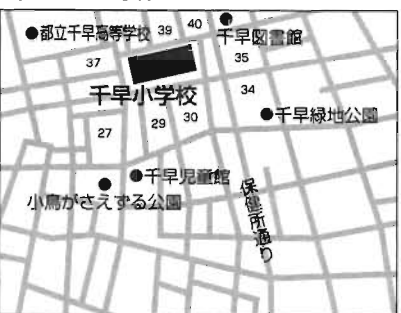 ●都立千早高等学校
39
40
千早図書館
37
35
千早小学校
34
27
29
30
●千早緑地公園
●千早児童館
小鳥がさえずる公園
保健所通り